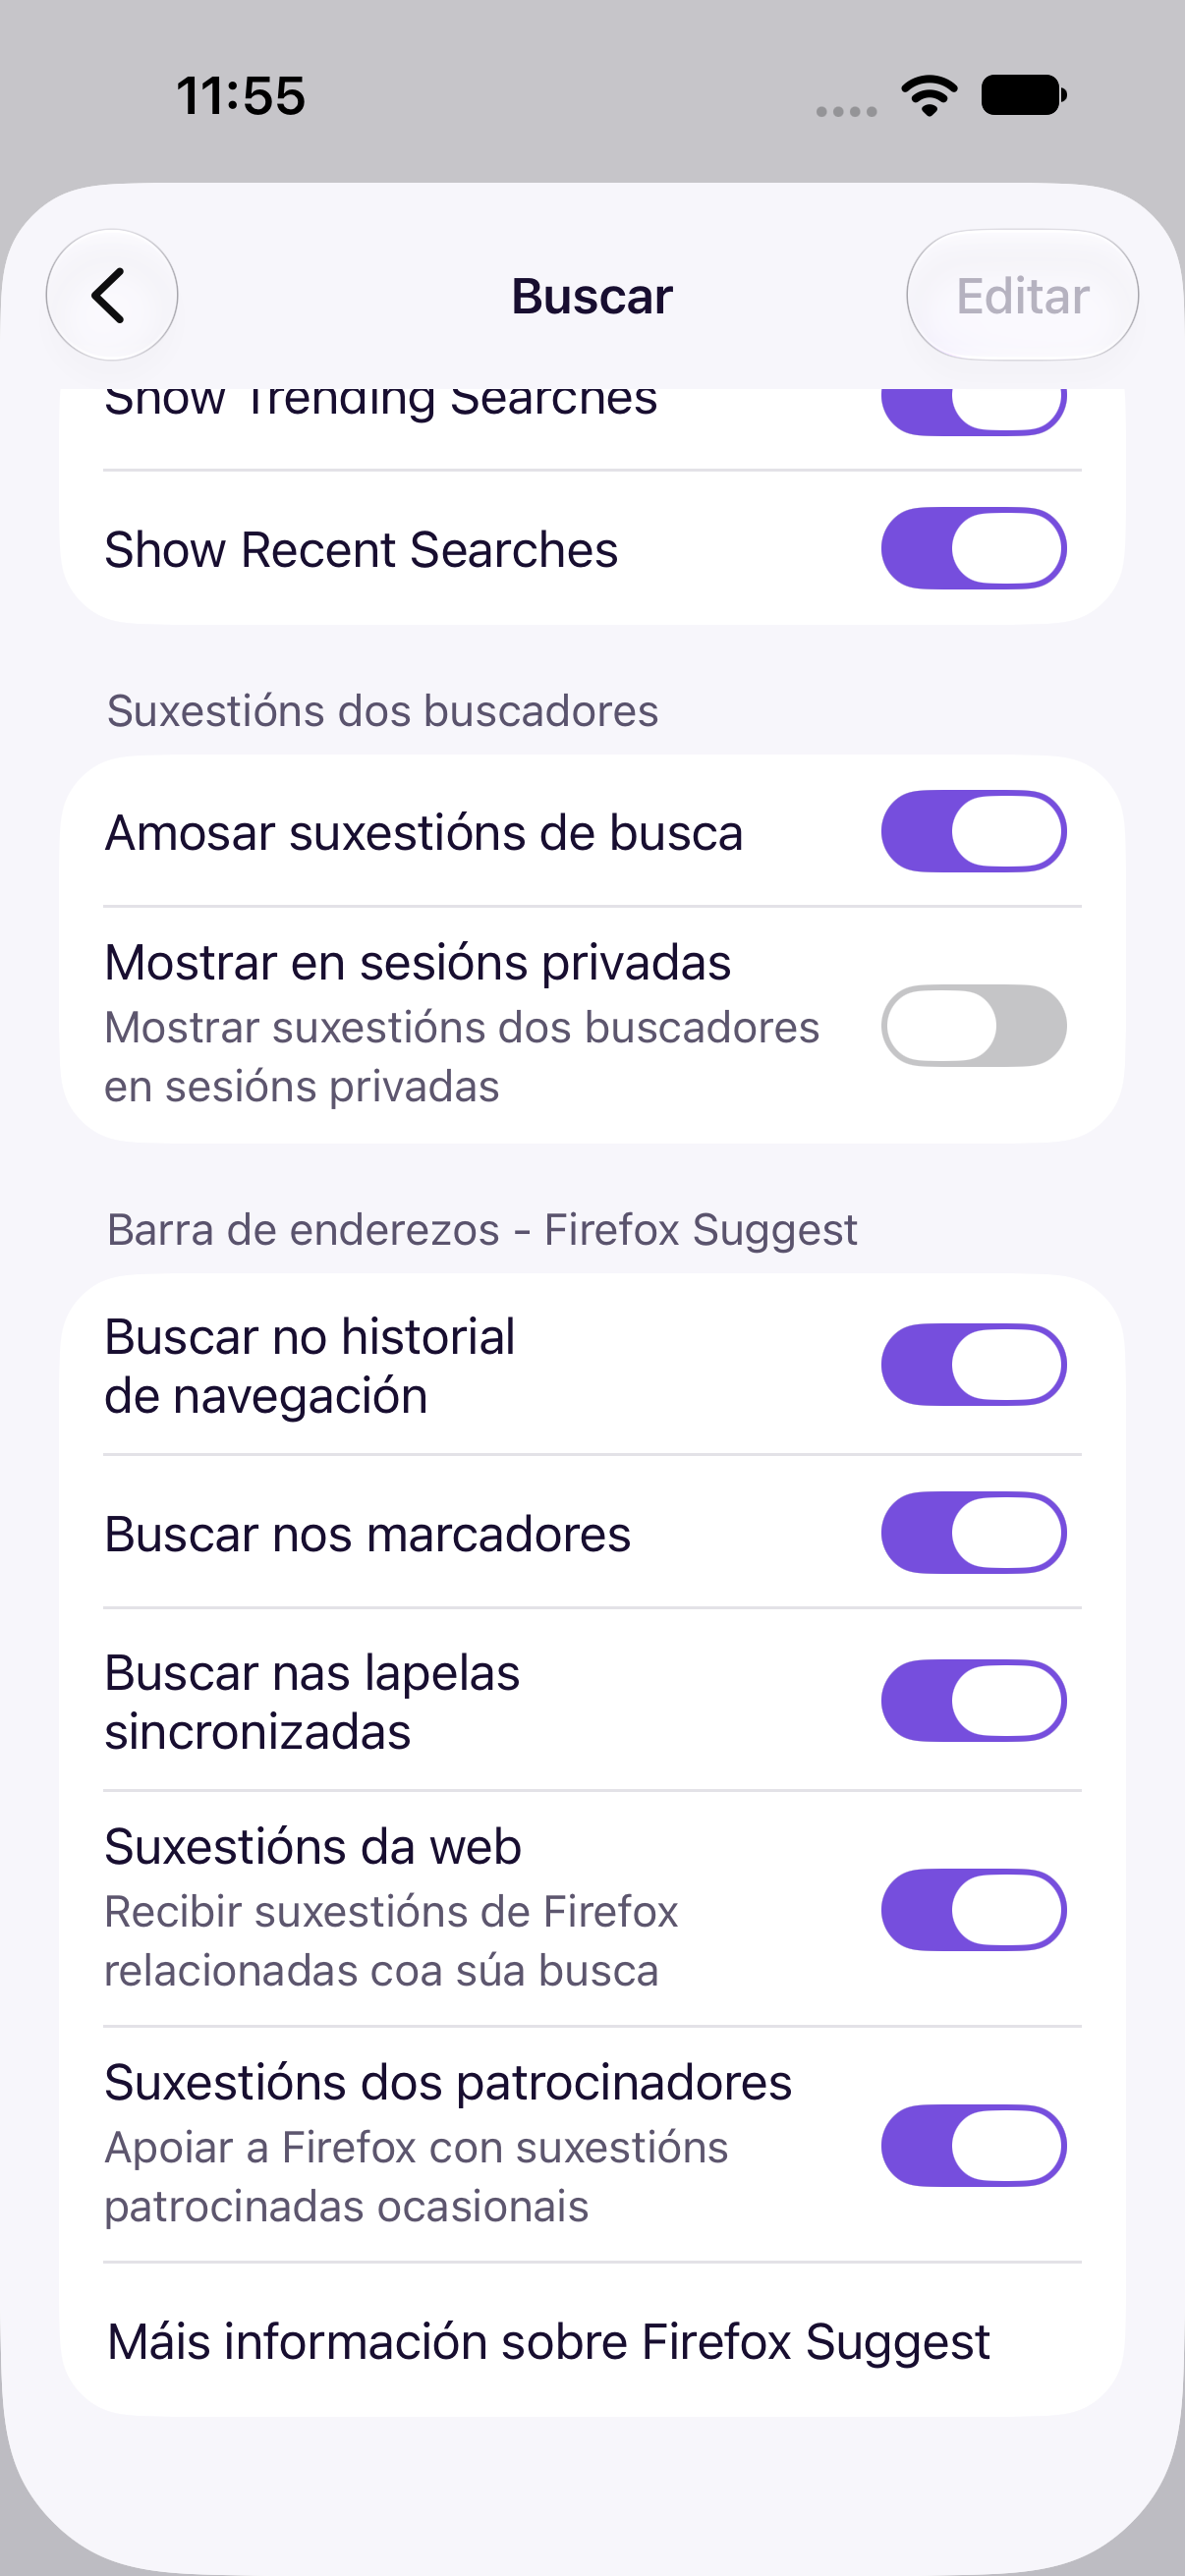 11:55
Buscar
Editar
Show Trending Searches
Show Recent Searches
Suxestións dos buscadores
Amosar suxestións de busca
Mostrar en sesións privadas
Mostrar suxestións dos buscadores
en sesións privadas
Barra de enderezos - Firefox Suggest
Buscar no historial
de navegación
Buscar nos marcadores
Buscar nas lapelas
sincronizadas
Suxestións da web
Recibir suxestións de Firefox
relacionadas coa súa busca
Suxestións dos patrocinadores
Apoiar a Firefox con suxestións
patrocinadas ocasionais
Máis información sobre Firefox Suggest